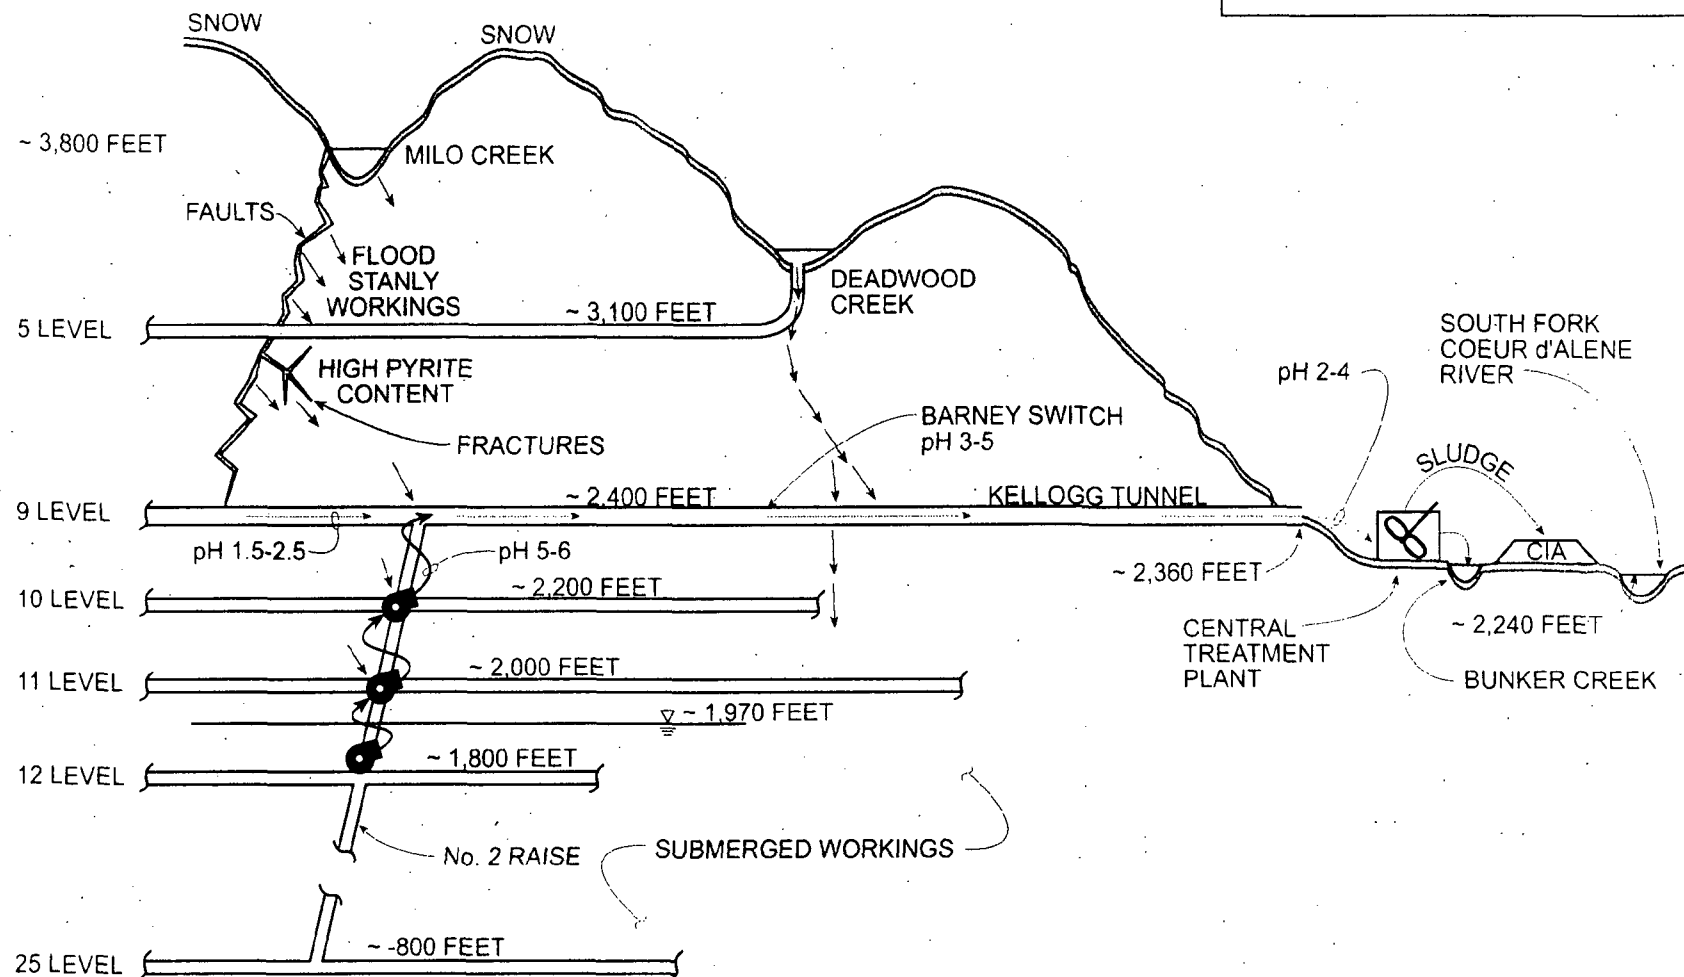 SNOW
SNOW
~ 3,800 FEET
MILO CREEK
FAULTS
FLOOD
STANLY
WORKINGS
DEADWOOD
CREEK
5 LEVEL
~ 3,100 FEET
SOUTH FORK
COEUR d'ALENE
RIVER
HIGH PYRITE
CONTENT
pH 2-4
FRACTURES
BARNEY SWITCH
pH 3-5
SLUDGE
9 LEVEL
~ 2,400 FEET
KELLOGG TUNNEL
pH 1.5-2.5
pH 5-6
CIA
~ 2,360 FEET
10 LEVEL
~ 2,200 FEET
CENTRAL
TREATMENT
PLANT
~ 2,240 FEET
BUNKER CREEK
11 LEVEL
~ 2,000 FEET
~ 1,970 FEET
12 LEVEL
~ 1,800 FEET
No. 2 RAISE
SUBMERGED WORKINGS
25 LEVEL
~ -800 FEET